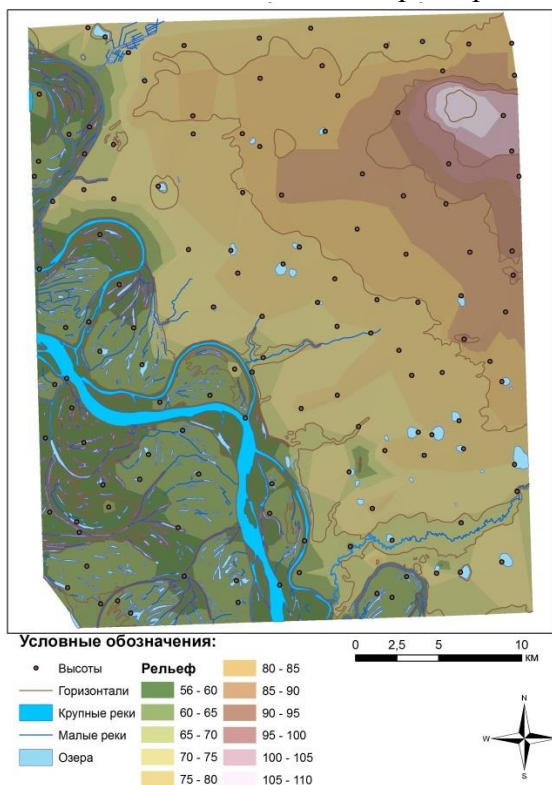 Условные обозначения:
Высоты
Горизонтали
Крупные реки
Малые реки
Озера
Рельеф
56 - 60
60 - 65
65 - 70
70 - 75
75 - 80
80 - 85
85 - 90
90 - 95
95 - 100
100 - 105
105 - 110
0 2,5 5 10
км
N
W E
S